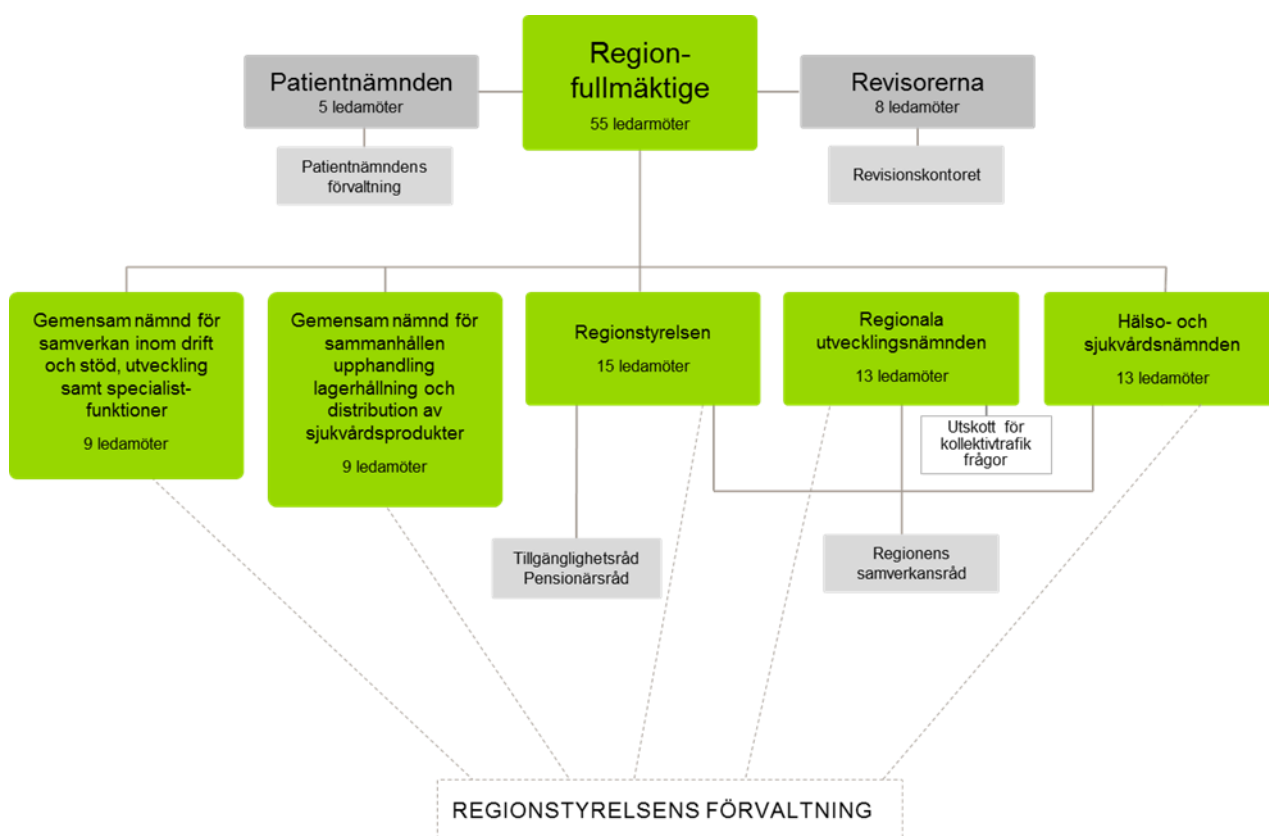 Region-
fullmäktige
55 ledarmöter
Patientnämnden
5 ledamöter
Revisorerna
8 ledamöter
Patientnämndens
förvaltning
Revisionskontoret
Gemensam nämnd för
samverkan inom drift
och stöd, utveckling
samt specialist-
funktioner
9 ledamöter
Gemensam nämnd för
sammanhållen
upphandling
lagerhållning och
distribution av
sjukvårdsprodukter
9 ledamöter
Regionstyrelsen
15 ledamöter
Regionala
utvecklingsnämnden
13 ledamöter
Hälso- och
sjukvårdsnämnden
13 ledamöter
Utskott för
kollektivtrafik
frågor
Tillgänglighetsråd
Pensionärsråd
Regionens
samverkansråd
REGIONSTYRELSENS FÖRVALTNING